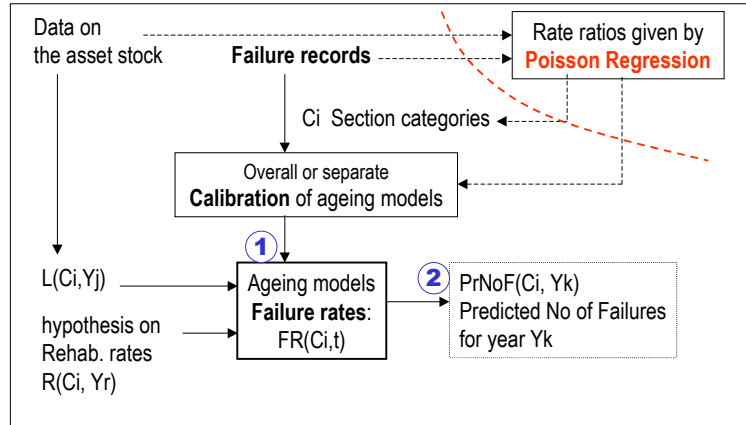 Data on
the asset stock
Failure records
Rate ratios given by
Poisson Regression
Ci Section categories
Overall or separate
Calibration of ageing models
1
2
L(Ci,Yj)
hypothesis on
Rehab. rates
R(Ci, Yr)
Ageing models
Failure rates:
FR(Ci,t)
PrNoF(Ci, Yk)
Predicted No of Failures
for year Yk